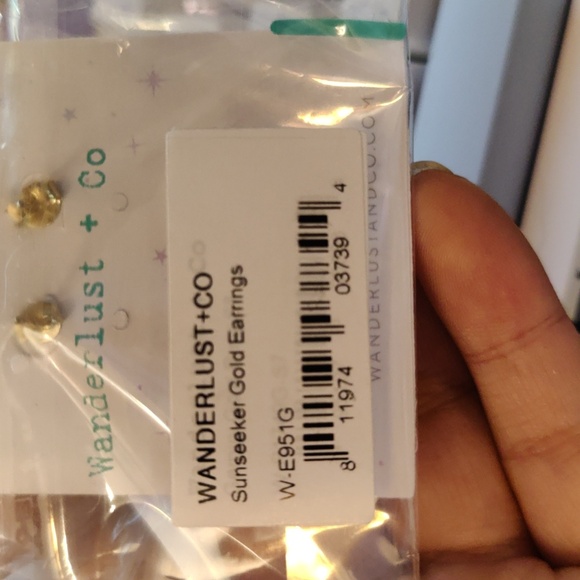 Wanderlust + Co
WANDERLUST+CO
Sunseeker Gold Earrings
W-E951G
8 11974 03739 4
WANDERLUSTANDCO.COM